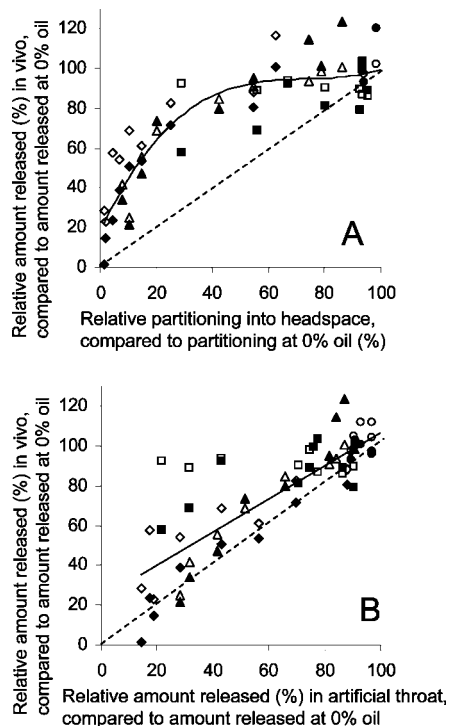 Relative amount released (%) in vivo,
compared to amount released at 0% oil
120
100
80
60
40
20
0
A
0 20 40 60 80 100
Relative partitioning into headspace,
compared to partitioning at 0% oil (%)
Relative amount released (%) in vivo,
compared to amount released at 0% oil
120
100
80
60
40
20
0
B
0 20 40 60 80 100
Relative amount released (%) in artificial throat,
compared to amount released at 0% oil